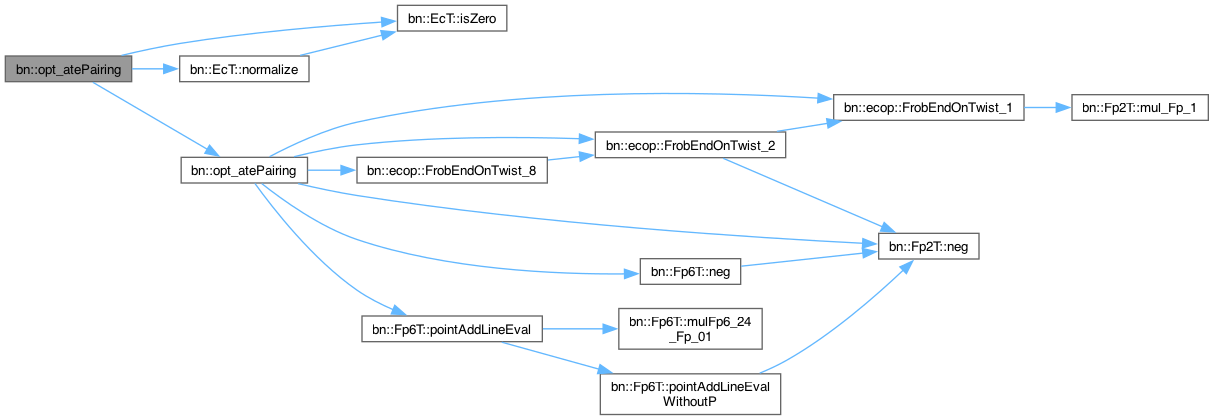 bn::opt_atePairing
bn::EcT::isZero
bn::EcT::normalize
bn::opt_atePairing
bn::ecop::FrobEndOnTwist_8
bn::ecop::FrobEndOnTwist_2
bn::ecop::FrobEndOnTwist_1
bn::Fp2T::mul_Fp_1
bn::Fp2T::neg
bn::Fp6T::neg
bn::Fp6T::pointAddLineEval
bn::Fp6T::mulFp6_24
_Fp_01
bn::Fp6T::pointAddLineEval
WithoutP